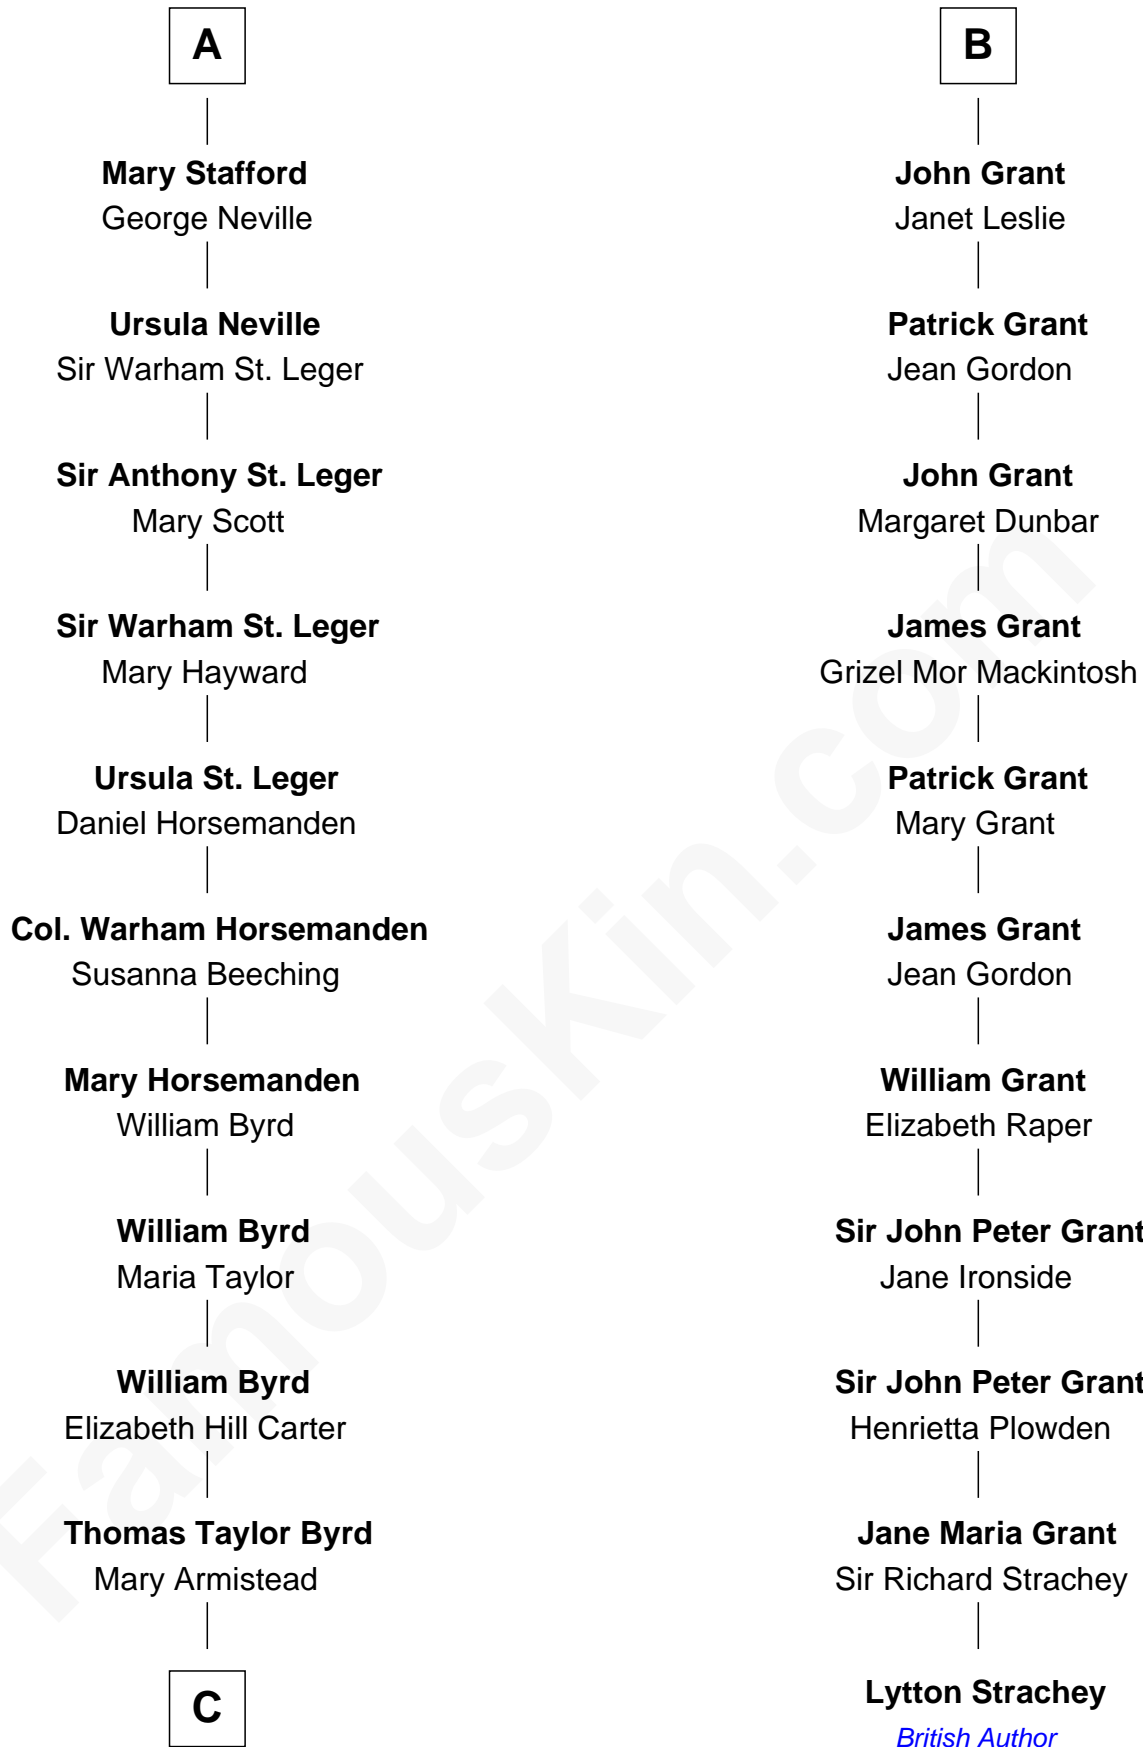 A
Mary Stafford
George Neville
Ursula Neville
Sir Warham St. Leger
Sir Anthony St. Leger
Mary Scott
Sir Warham St. Leger
Mary Hayward
Ursula St. Leger
Daniel Horsemanden
Col. Warham Horsemanden
Susanna Beeching
Mary Horsemanden
William Byrd
William Byrd
Maria Taylor
William Byrd
Elizabeth Hill Carter
Thomas Taylor Byrd
Mary Armistead
C
B
John Grant
Janet Leslie
Patrick Grant
Jean Gordon
John Grant
Margaret Dunbar
James Grant
Grizel Mor Mackintosh
Patrick Grant
Mary Grant
James Grant
Jean Gordon
William Grant
Elizabeth Raper
Sir John Peter Grant
Jane Ironside
Sir John Peter Grant
Henrietta Plowden
Jane Maria Grant
Sir Richard Strachey
Lytton Strachey
British Author
FamousKin.com